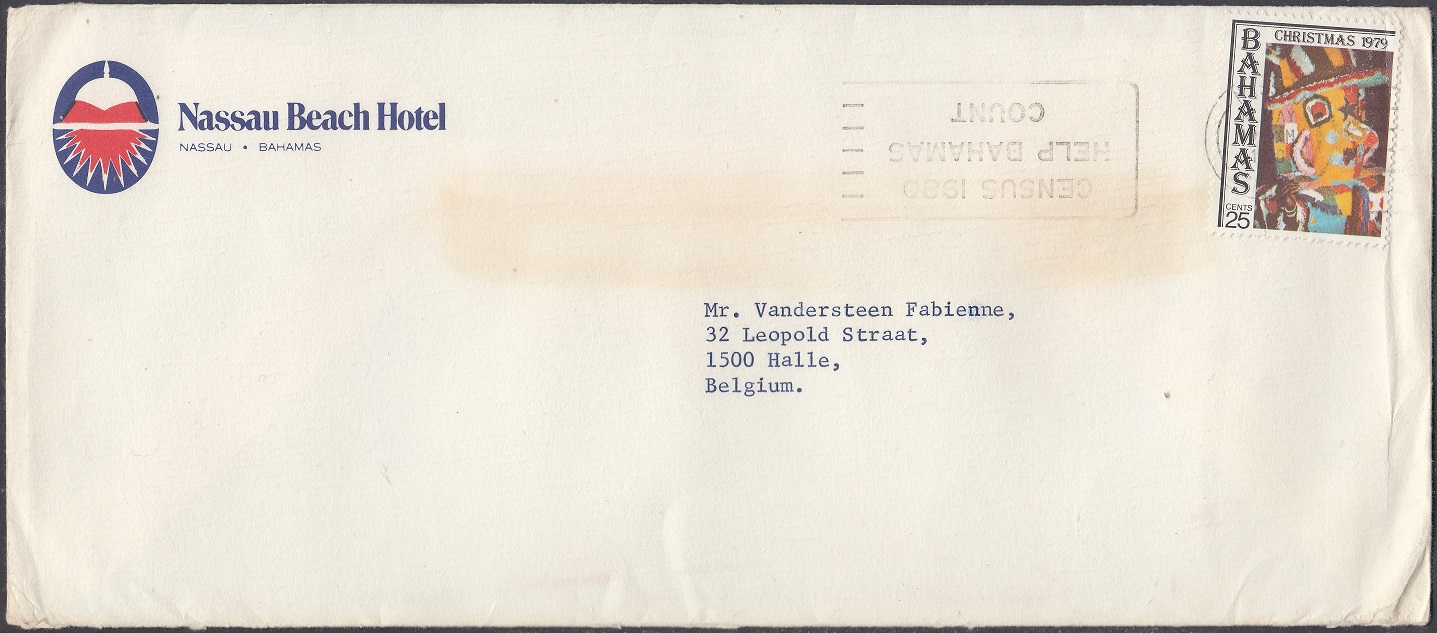 Nassau Beach Hotel
NASSAU • BAHAMAS
CENSUS 1980
HELP BAHAMAS
COUNT
BAHAMAS
CHRISTMAS 1979
CENTS
25
Mr. Vandersteen Fabienne,
32 Leopold Straat,
1500 Halle,
Belgium.